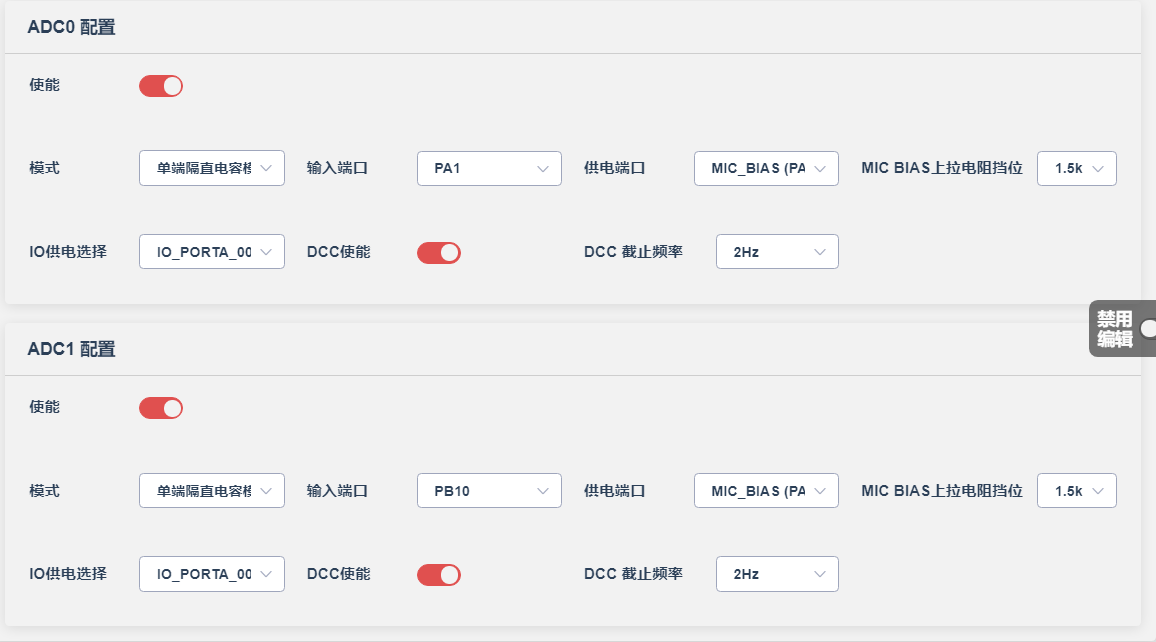 ADC0 配置
使能
模式 单端隔直电容模 输入端口 PA1 供电端口 MIC_BIAS (PA MIC BIAS上拉电阻挡位 1.5k
IO供电选择 IO_PORTA_00 DCC使能 DCC 截止频率 2Hz
禁用
编辑
ADC1 配置
使能
模式 单端隔直电容模 输入端口 PB10 供电端口 MIC_BIAS (PA MIC BIAS上拉电阻挡位 1.5k
IO供电选择 IO_PORTA_00 DCC使能 DCC 截止频率 2Hz